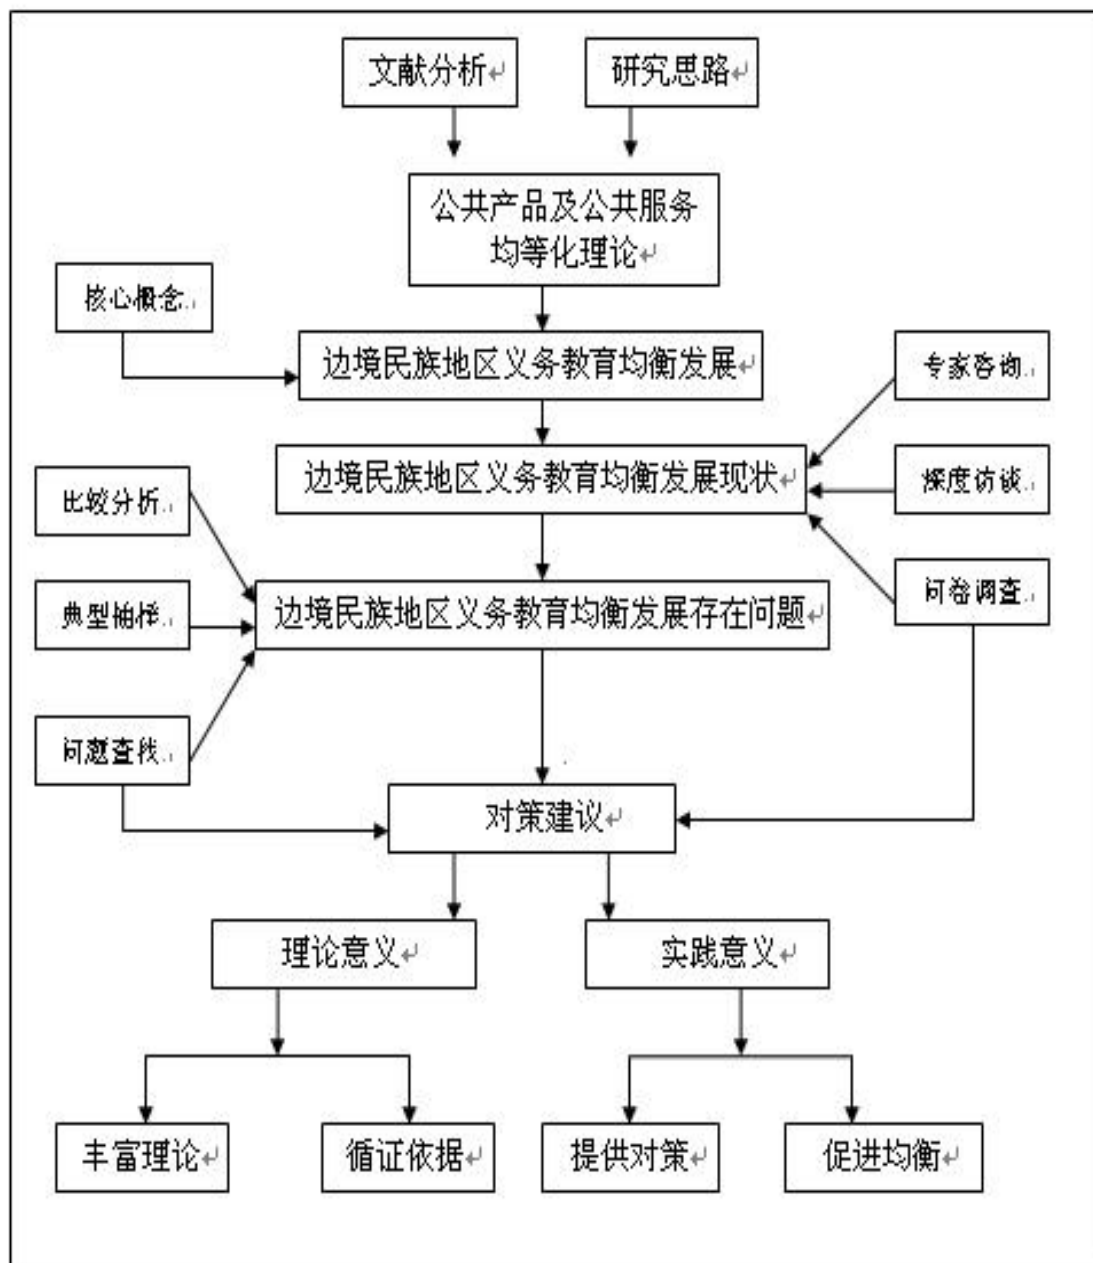 文献分析
研究思路
公共产品及公共服务
均等化理论
核心概念
边境民族地区义务教育均衡发展
专家咨询
边境民族地区义务教育均衡发展现状
比较分析
深度访谈
典型抽样
边境民族地区义务教育均衡发展存在问题
问卷调查
问题查找
对策建议
理论意义
实践意义
丰富理论
循证依据
提供对策
促进均衡